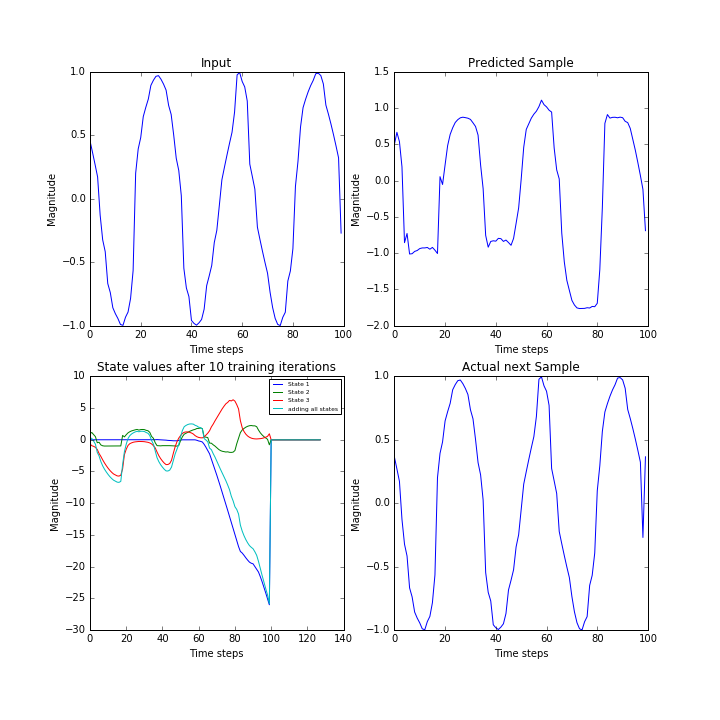 Input
1.0
0.5
0.0
−0.5
−1.0
Magnitude
0 20 40 60 80 100
Time steps
Predicted Sample
1.5
1.0
0.5
0.0
−0.5
−1.0
−1.5
−2.0
Magnitude
0 20 40 60 80 100
Time steps
State values after 10 training iterations
10
5
0
−5
−10
−15
−20
−25
−30
Magnitude
State 1
State 2
State 3
adding all states
0 20 40 60 80 100 120 140
Time steps
Actual next Sample
1.0
0.5
0.0
−0.5
−1.0
Magnitude
0 20 40 60 80 100
Time steps